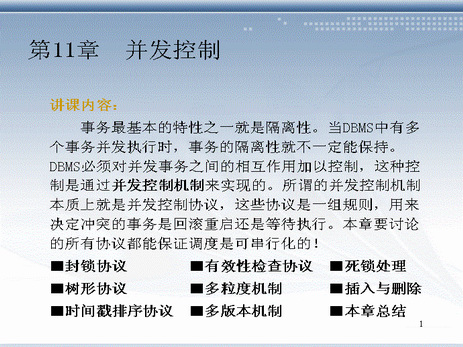 第11章 并发控制
讲课内容：
事务最基本的特性之一就是隔离性。当DBMS中有多
个事务并发执行时，事务的隔离性就不一定能保持。
DBMS必须对并发事务之间的相互作用加以控制，这种控
制是通过并发控制机制来实现的。所谓的并发控制机制
本质上就是并发控制协议，这些协议是一组规则，用来
决定冲突的事务是回滚重启还是等待执行。本章要讨论
的所有协议都能保证调度是可串行化的！
■封锁协议 ■有效性检查协议 ■死锁处理
■树形协议 ■多粒度机制 ■插入与删除
■时间戳排序协议 ■多版本机制 ■本章总结
1